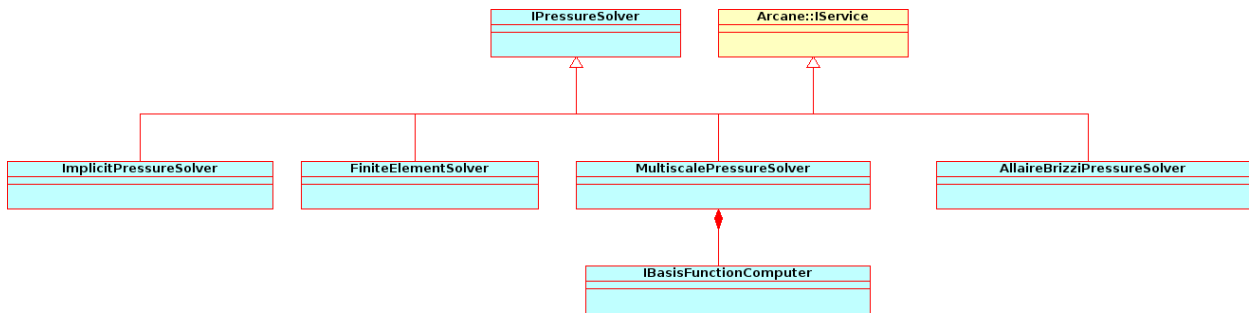 IPressureSolver
Arcane::IService
ImplicitPressureSolver
FiniteElementSolver
MultiscalePressureSolver
AllaireBrizziPressureSolver
IBasisFunctionComputer